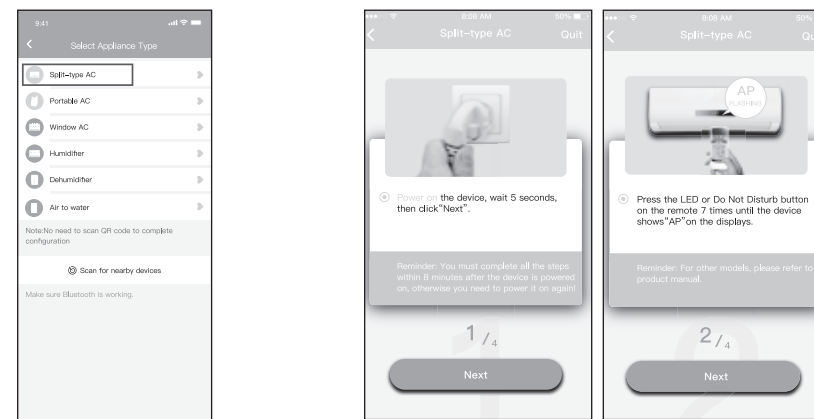 9:41
Select Appliance Type
Split-type AC
Portable AC
Window AC
Humidifier
Dehumidifier
Air to water
Note:No need to scan QR code to complete
configuration
Scan for nearby devices
Make sure Bluetooth is working.
8:08 AM
50%
Split-type AC
Quit
Power on the device, wait 5 seconds,
then click"Next".
Reminder: You must complete all the steps
within 8 minutes after the device is powered
on, otherwise you need to power it on again!
1/4
Next
8:08 AM
50%
Split-type AC
Qu
AP
FLASHING
Press the LED or Do Not Disturb button
on the remote 7 times until the device
shows"AP"on the displays.
Reminder: For other models, please refer to
product manual.
2/4
Next